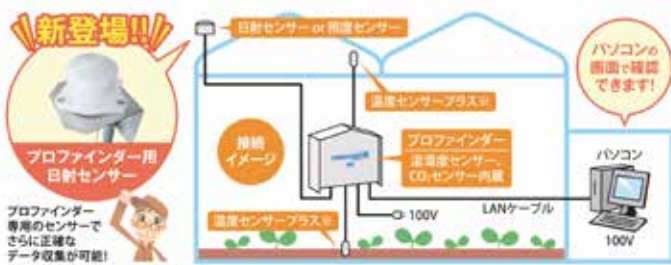 新登場!!
プロファインダー用
日射センサー
プロファインダー
専用のセンサーで
さらに正確な
データ収集が可能!
日射センサー or 照度センサー
温度センサープラス※
接続
イメージ
プロファインダー
温湿度センサー、
CO₂センサー内蔵
100V
LANケーブル
温度センサープラス※
パソコンの
画面で確認
できます!
パソコン
100V